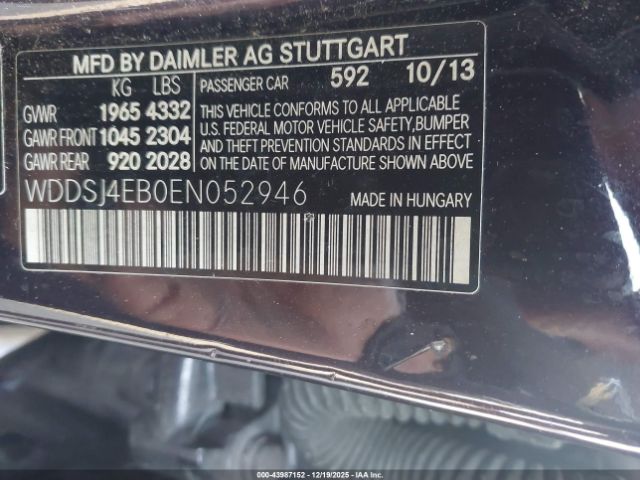 MFD BY DAIMLER AG STUTTGART
KG LBS PASSENGER CAR 592 10/13
GVWR 1965 4332
GAWR FRONT 1045 2304
GAWR REAR 920 2028
THIS VEHICLE CONFORMS TO ALL APPLICABLE
U.S. FEDERAL MOTOR VEHICLE SAFETY, BUMPER
AND THEFT PREVENTION STANDARDS IN EFFECT
ON THE DATE OF MANUFACTURE SHOWN ABOVE
WDDSJ4EB0EN052946 MADE IN HUNGARY
000-43987152 - 12/19/2025 - IAAI.COM